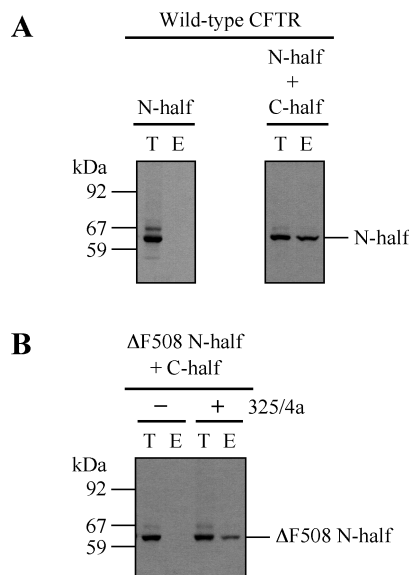 A
Wild-type CFTR
N-half
N-half
+
C-half
T E
T E
kDa
92
67
59
N-half
B
ΔF508 N-half
+ C-half
− + 325/4a
T E T E
kDa
92
67
59
ΔF508 N-half